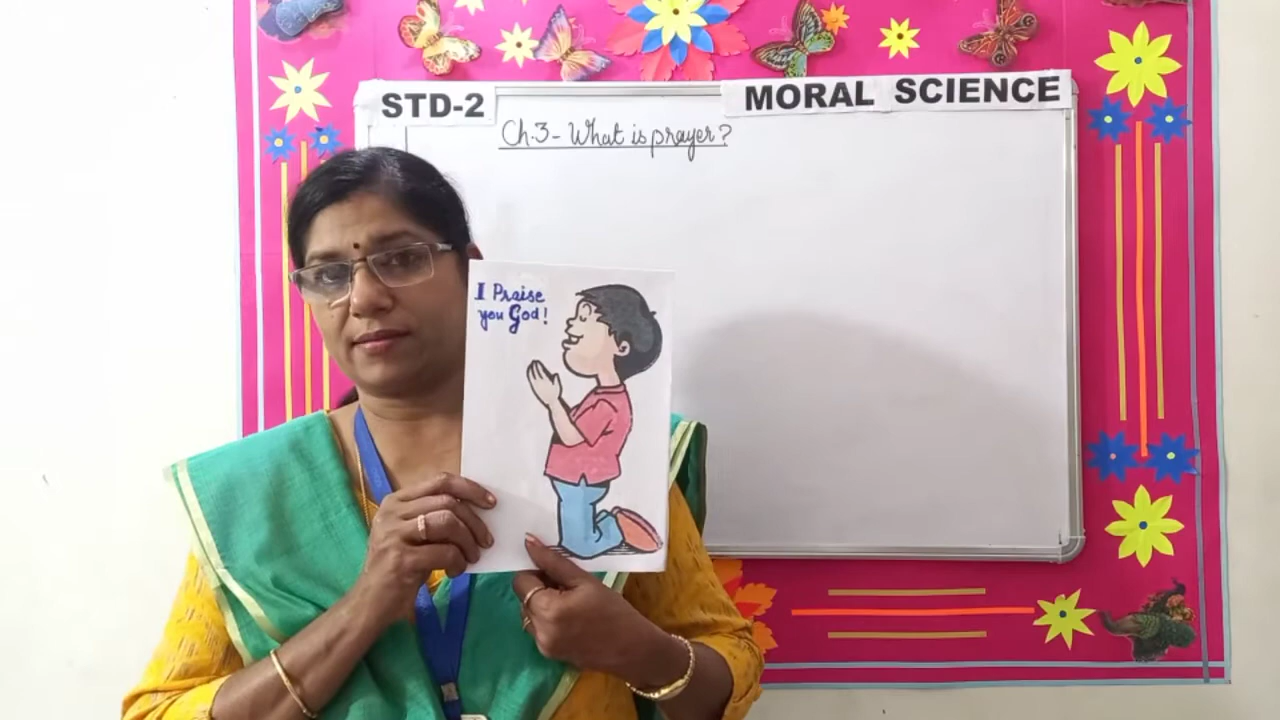 STD-2
MORAL SCIENCE
Ch.3- What is prayer?
I Praise
you God!